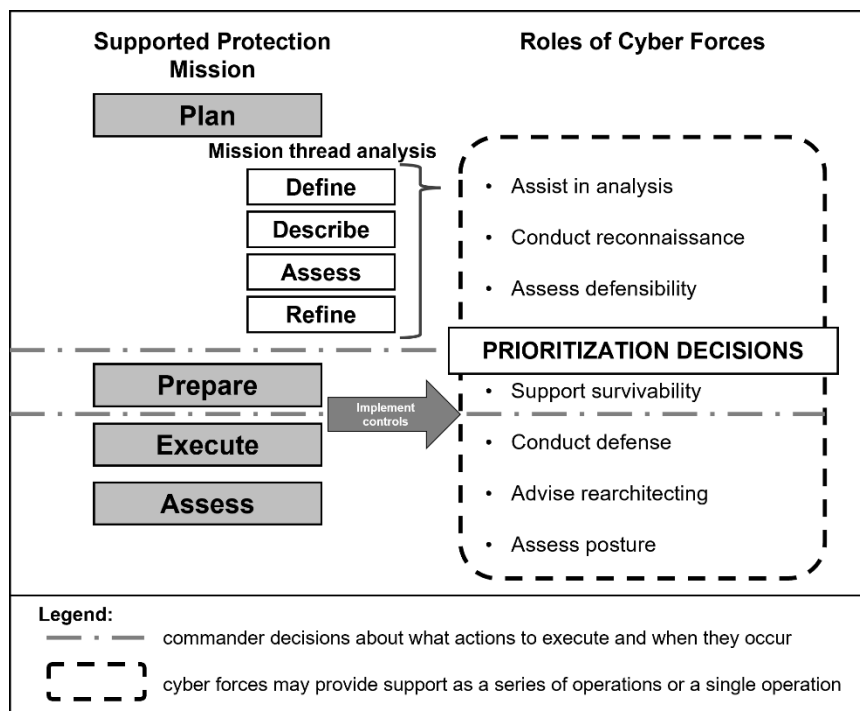 Supported Protection
Mission
Roles of Cyber Forces
Plan
Mission thread analysis
Define
Describe
Assess
Refine
• Assist in analysis
• Conduct reconnaissance
• Assess defensibility
PRIORITIZATION DECISIONS
Prepare
Execute
Assess
Implement
controls
• Support survivability
• Conduct defense
• Advise rearchitecting
• Assess posture
Legend:
commander decisions about what actions to execute and when they occur
cyber forces may provide support as a series of operations or a single operation